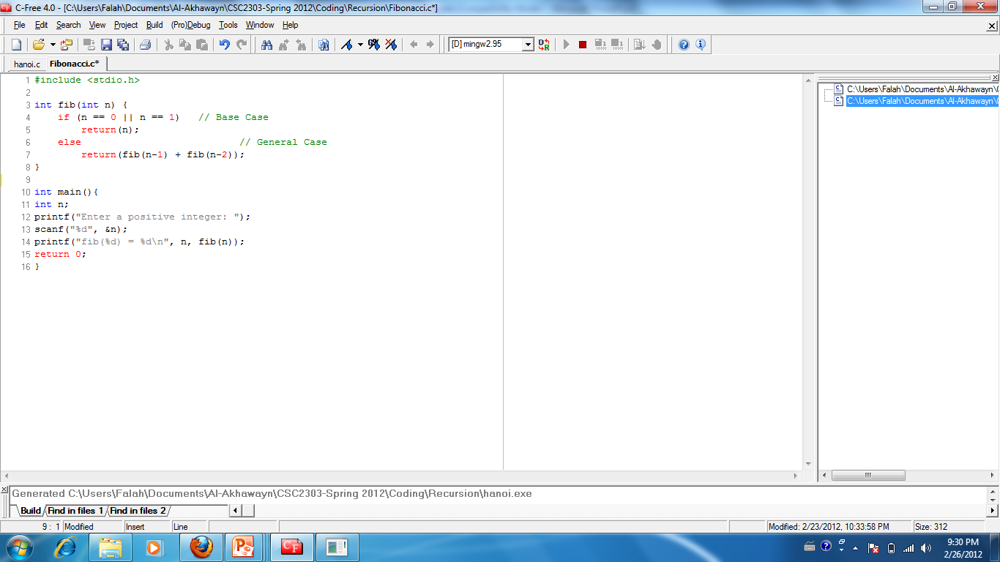 C-Free 4.0 - [C:\Users\Falah\Documents\Al-Akhawayn\CSC2303-Spring 2012\Coding\Recursion\Fibonacci.c*]
File Edit Search View Project Build (Pro)Debug Tools Window Help
[D] mingw2.95
hanoi.c Fibonacci.c*
1 #include <stdio.h>
2
3 int fib(int n) {
4     if (n == 0 || n == 1)   // Base Case
5         return(n);
6     else                           // General Case
7         return(fib(n-1) + fib(n-2));
8 }
9
10 int main(){
11 int n;
12 printf("Enter a positive integer: ");
13 scanf("%d", &n);
14 printf("fib(%d) = %d\n", n, fib(n));
15 return 0;
16 }
C:\Users\Falah\Documents\Al-Akhawayn\
C:\Users\Falah\Documents\Al-Akhawayn\
Generated C:\Users\Falah\Documents\Al-Akhawayn\CSC2303-Spring 2012\Coding\Recursion\hanoi.exe
Build Find in files 1 Find in files 2
9 : 1 Modified Insert Line Modified: 2/23/2012, 10:33:58 PM Size: 312
CF
9:30 PM
2/26/2012